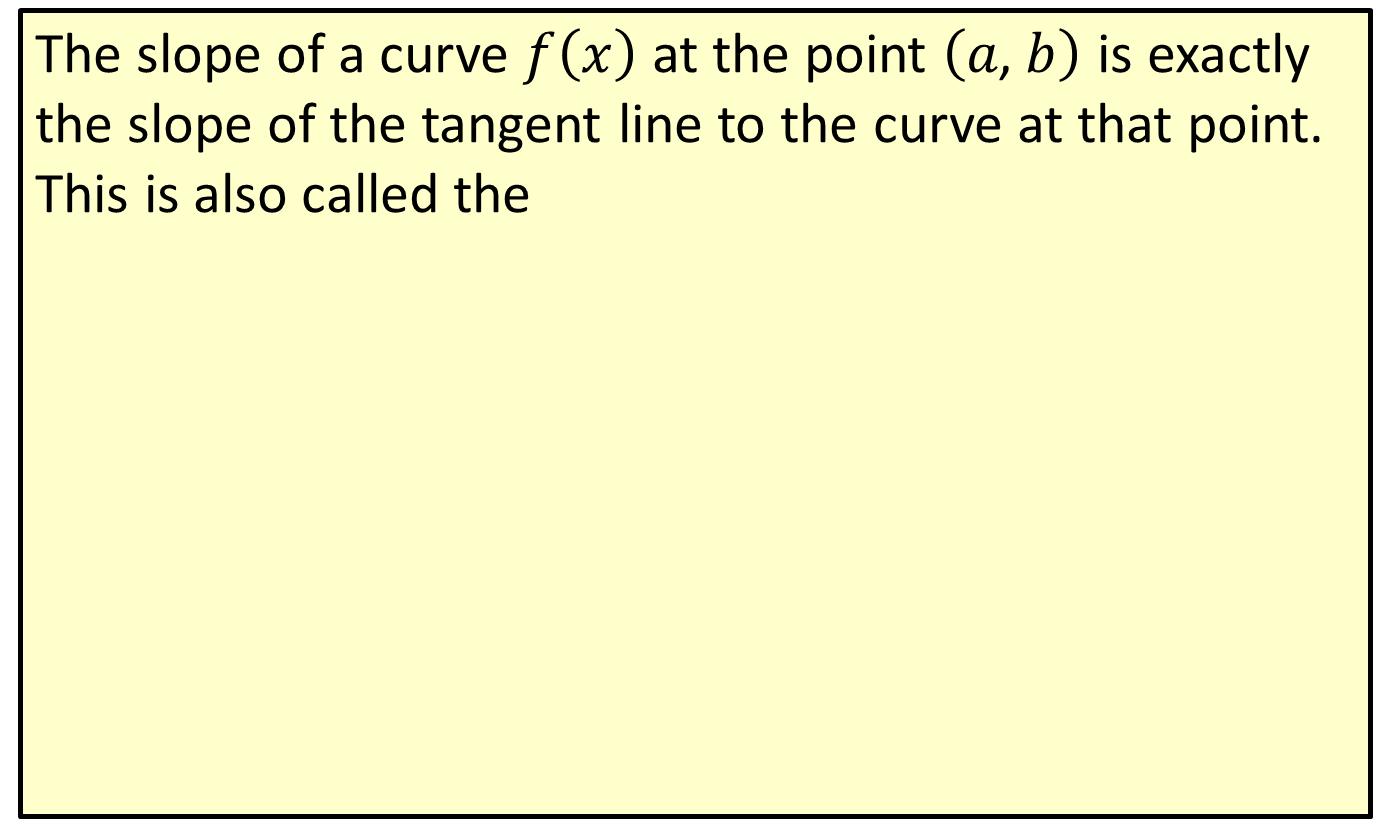 The slope of a curve f(x) at the point (a, b) is exactly
the slope of the tangent line to the curve at that point.
This is also called the